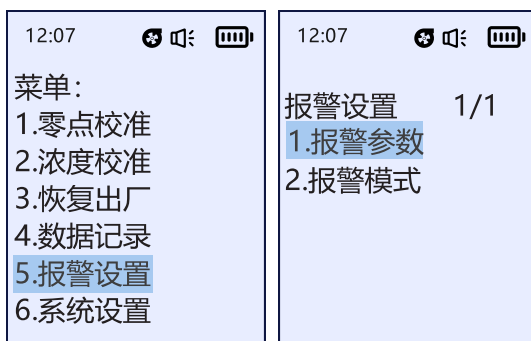 12:07
菜单：
1.零点校准
2.浓度校准
3.恢复出厂
4.数据记录
5.报警设置
6.系统设置
12:07
报警设置 1/1
1.报警参数
2.报警模式